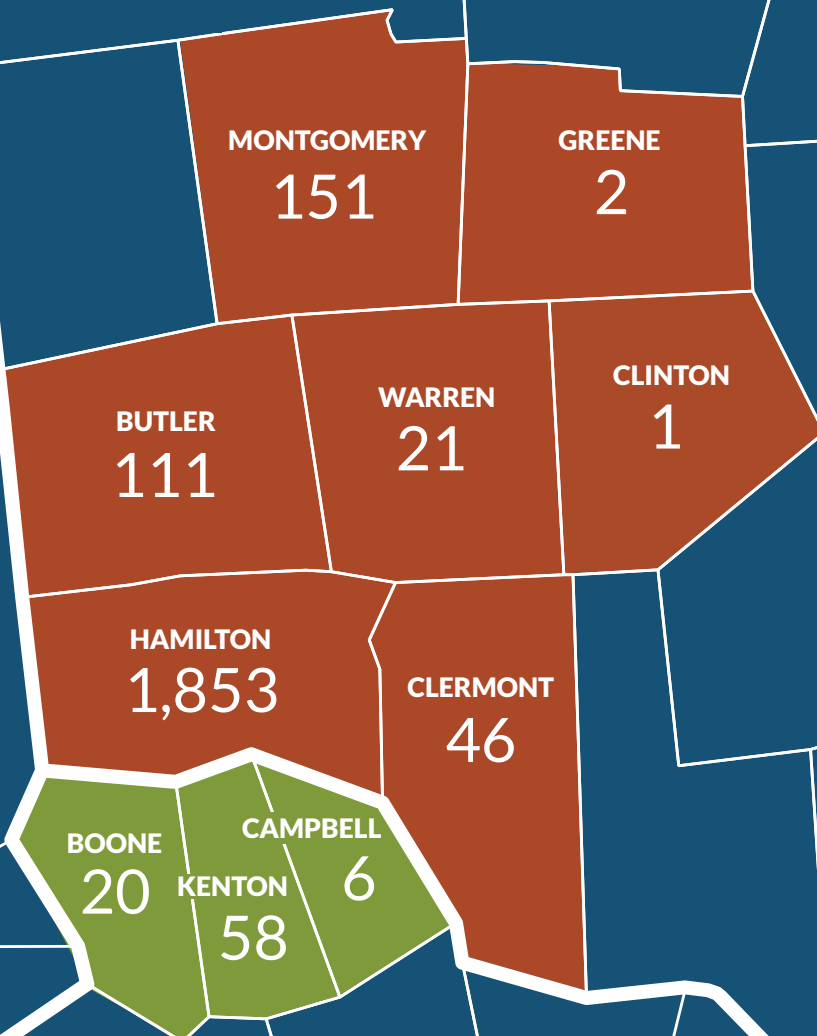 MONTGOMERY
151
GREENE
2
BUTLER
111
WARREN
21
CLINTON
1
HAMILTON
1,853
CLERMONT
46
BOONE
20
KENTON
58
CAMPBELL
6